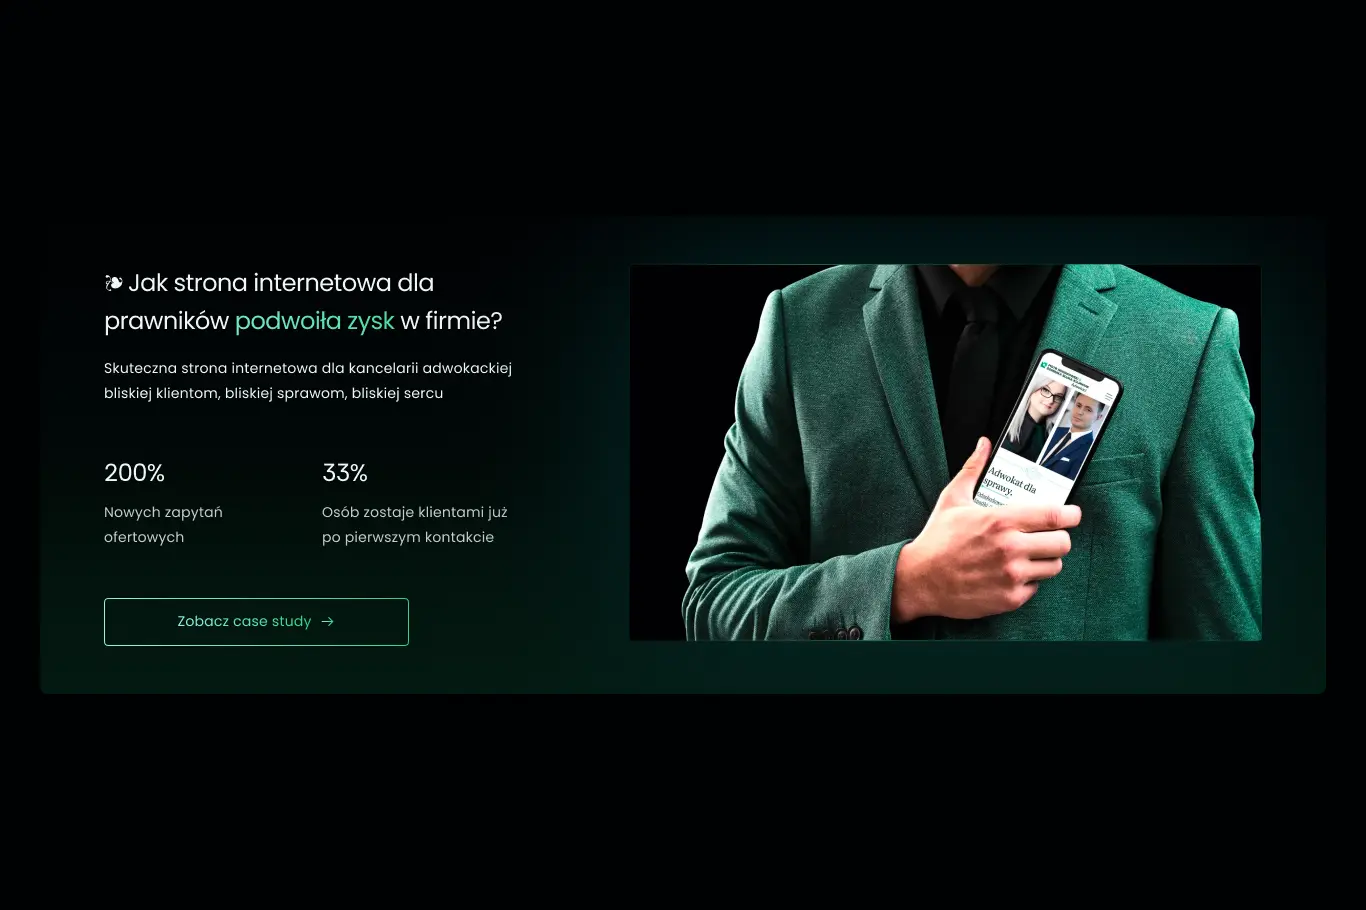 ❧ Jak strona internetowa dla
prawników podwoiła zysk w firmie?
Skuteczna strona internetowa dla kancelarii adwokackiej
bliskiej klientom, bliskiej sprawom, bliskiej sercu
200%
Nowych zapytań
ofertowych
33%
Osób zostaje klientami już
po pierwszym kontakcie
Zobacz case study →
Adwokat dla
sprawy.